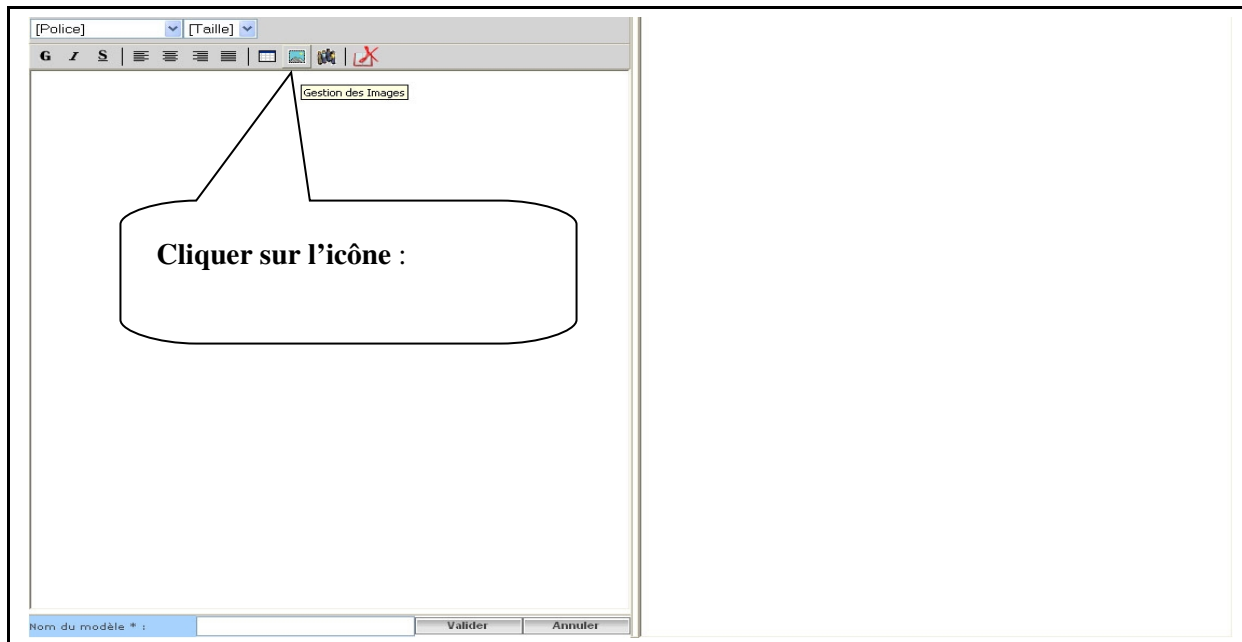 [Police] [Taille]
G I S
Gestion des Images
Cliquer sur l’icône :
Nom du modèle * : Valider Annuler